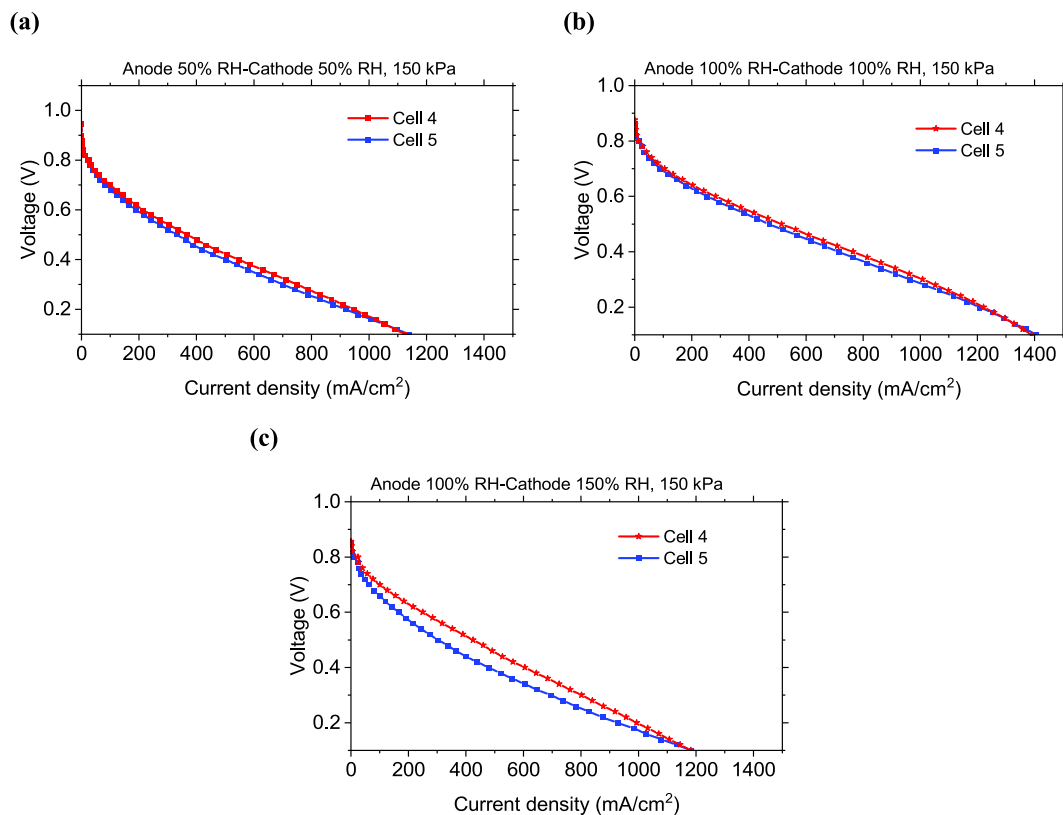 (a)
Anode 50% RH-Cathode 50% RH, 150 kPa
1.0
0.8
0.6
0.4
0.2
Voltage (V)
Cell 4
Cell 5
0 200 400 600 800 1000 1200 1400
Current density (mA/cm²)
(b)
Anode 100% RH-Cathode 100% RH, 150 kPa
1.0
0.8
0.6
0.4
0.2
Voltage (V)
Cell 4
Cell 5
0 200 400 600 800 1000 1200 1400
Current density (mA/cm²)
(c)
Anode 100% RH-Cathode 150% RH, 150 kPa
1.0
0.8
0.6
0.4
0.2
Voltage (V)
Cell 4
Cell 5
0 200 400 600 800 1000 1200 1400
Current density (mA/cm²)